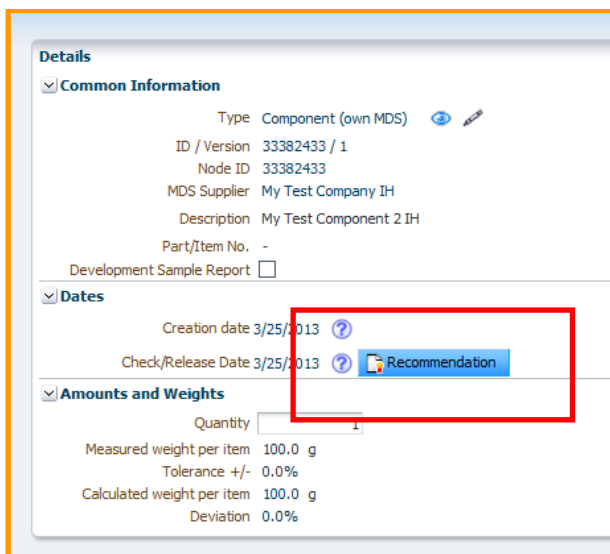 Details
Common Information
Type Component (own MDS)
ID / Version 33382433 / 1
Node ID 33382433
MDS Supplier My Test Company IH
Description My Test Component 2 IH
Part/Item No. -
Development Sample Report
Dates
Creation date 3/25/2013 ?
Check/Release Date 3/25/2013 ? Recommendation
Amounts and Weights
Quantity 1
Measured weight per item 100.0 g
Tolerance +/- 0.0%
Calculated weight per item 100.0 g
Deviation 0.0%